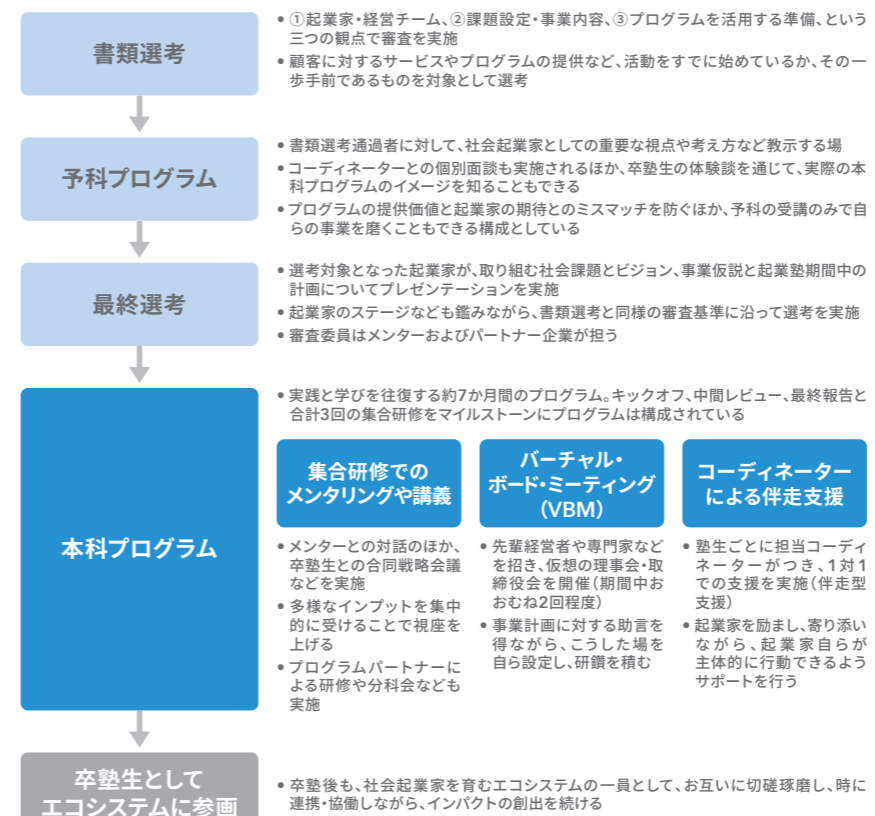 書類選考
• ①起業家・経営チーム、②課題設定・事業内容、③プログラムを活用する準備、という
三つの観点で審査を実施
• 顧客に対するサービスやプログラムの提供など、活動をすでに始めているか、その一
歩手前であるものを対象として選考
予科プログラム
• 書類選考通過者に対して、社会起業家としての重要な視点や考え方など教示する場
• コーディネーターとの個別面談も実施されるほか、卒塾生の体験談を通じて、実際の本
科プログラムのイメージを知ることもできる
• プログラムの提供価値と起業家の期待とのミスマッチを防ぐほか、予科の受講のみで自
らの事業を磨くこともできる構成としている
最終選考
• 選考対象となった起業家が、取り組む社会課題とビジョン、事業仮説と起業塾期間中の
計画についてプレゼンテーションを実施
• 起業家のステージなども鑑みながら、書類選考と同様の審査基準に沿って選考を実施
• 審査委員はメンターおよびパートナー企業が担う
本科プログラム
• 実践と学びを往復する約7か月間のプログラム。キックオフ、中間レビュー、最終報告と
合計3回の集合研修をマイルストーンにプログラムは構成されている
集合研修での
メンタリングや講義
• メンターとの対話のほか、
卒塾生との合同戦略会議
などを実施
• 多様なインプットを集中
的に受けることで視座を
上げる
• プログラムパートナーに
よる研修や分科会なども
実施
バーチャル・
ボード・ミーティング
（VBM）
• 先輩経営者や専門家など
を招き、仮想の理事会・取
締役会を開催（期間中お
おむね2回程度）
• 事業計画に対する助言を
得ながら、こうした場を
自ら設定し、研鑽を積む
コーディネーター
による伴走支援
• 塾生ごとに担当コーディ
ネーターがつき、1対1
での支援を実施（伴走型
支援）
• 起業家を励まし、寄り添い
ながら、起業家自らが
主体的に行動できるよう
サポートを行う
卒塾生として
エコシステムに参画
• 卒塾後も、社会起業家を育むエコシステムの一員として、お互いに切磋琢磨し、時に
連携・協働しながら、インパクトの創出を続ける